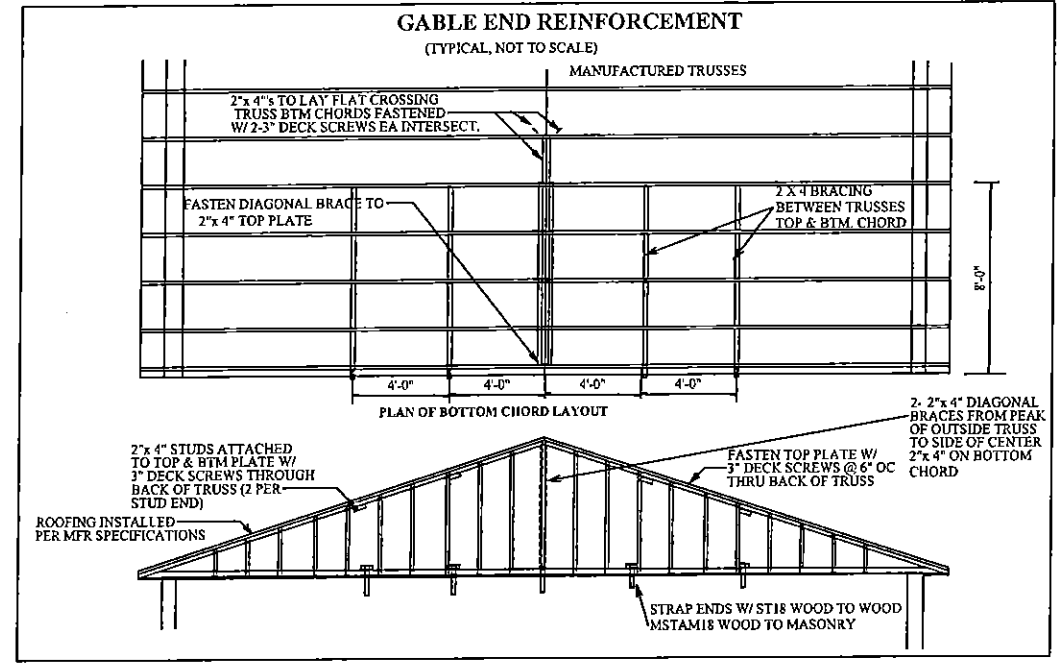 GABLE END REINFORCEMENT
(TYPICAL, NOT TO SCALE)
MANUFACTURED TRUSSES
2"x 4"'s TO LAY FLAT CROSSING
TRUSS BTM CHORDS FASTENED
W/ 2-3" DECK SCREWS EA INTERSECT.
FASTEN DIAGONAL BRACE TO
2"x 4" TOP PLATE
2 X 4 BRACING
BETWEEN TRUSSES
TOP & BTM. CHORD
8'-0"
4'-0"
4'-0"
4'-0"
4'-0"
PLAN OF BOTTOM CHORD LAYOUT
2- 2"x 4" DIAGONAL
BRACES FROM PEAK
OF OUTSIDE TRUSS
TO SIDE OF CENTER
2"x 4" ON BOTTOM
CHORD
2"x 4" STUDS ATTACHED
TO TOP & BTM PLATE W/
3" DECK SCREWS THROUGH
BACK OF TRUSS (2 PER
STUD END)
FASTEN TOP PLATE W/
3" DECK SCREWS @ 6" OC
THRU BACK OF TRUSS
ROOFING INSTALLED
PER MFR SPECIFICATIONS
STRAP ENDS W/ ST18 WOOD TO WOOD
MSTAM18 WOOD TO MASONRY